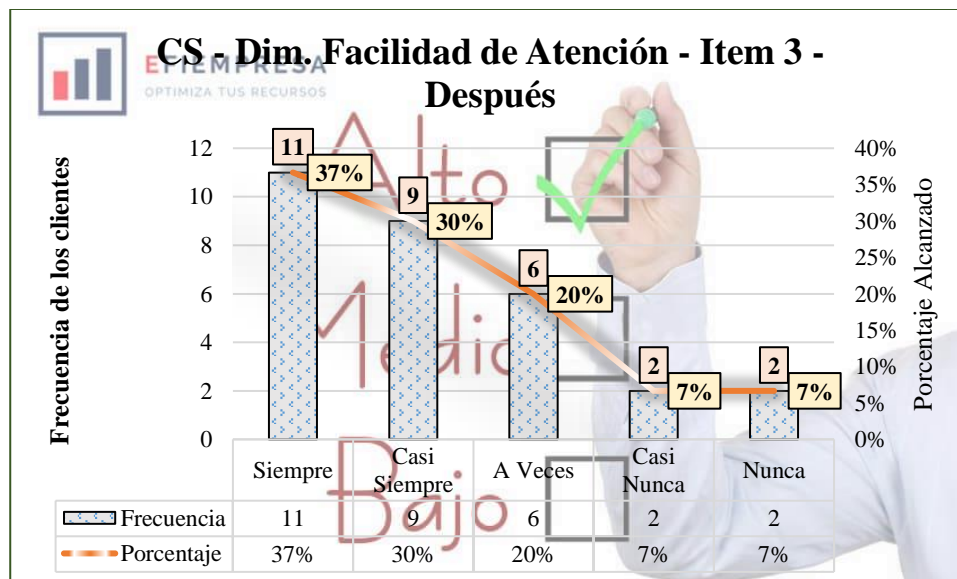 CS - Dim. Facilidad de Atención - Item 3 -
Después
EFIEMPRESA
OPTIMIZA TUS RECURSOS
Alto
Medio
Bajo
Frecuencia de los clientes
12
10
8
6
4
2
0
11
9
6
2
2
37%
30%
20%
7%
7%
40%
35%
30%
25%
20%
15%
10%
5%
0%
Porcentaje Alcanzado
Siempre
Casi
Siempre
A Veces
Casi
Nunca
Nunca
Frecuencia 11 9 6 2 2
Porcentaje 37% 30% 20% 7% 7%